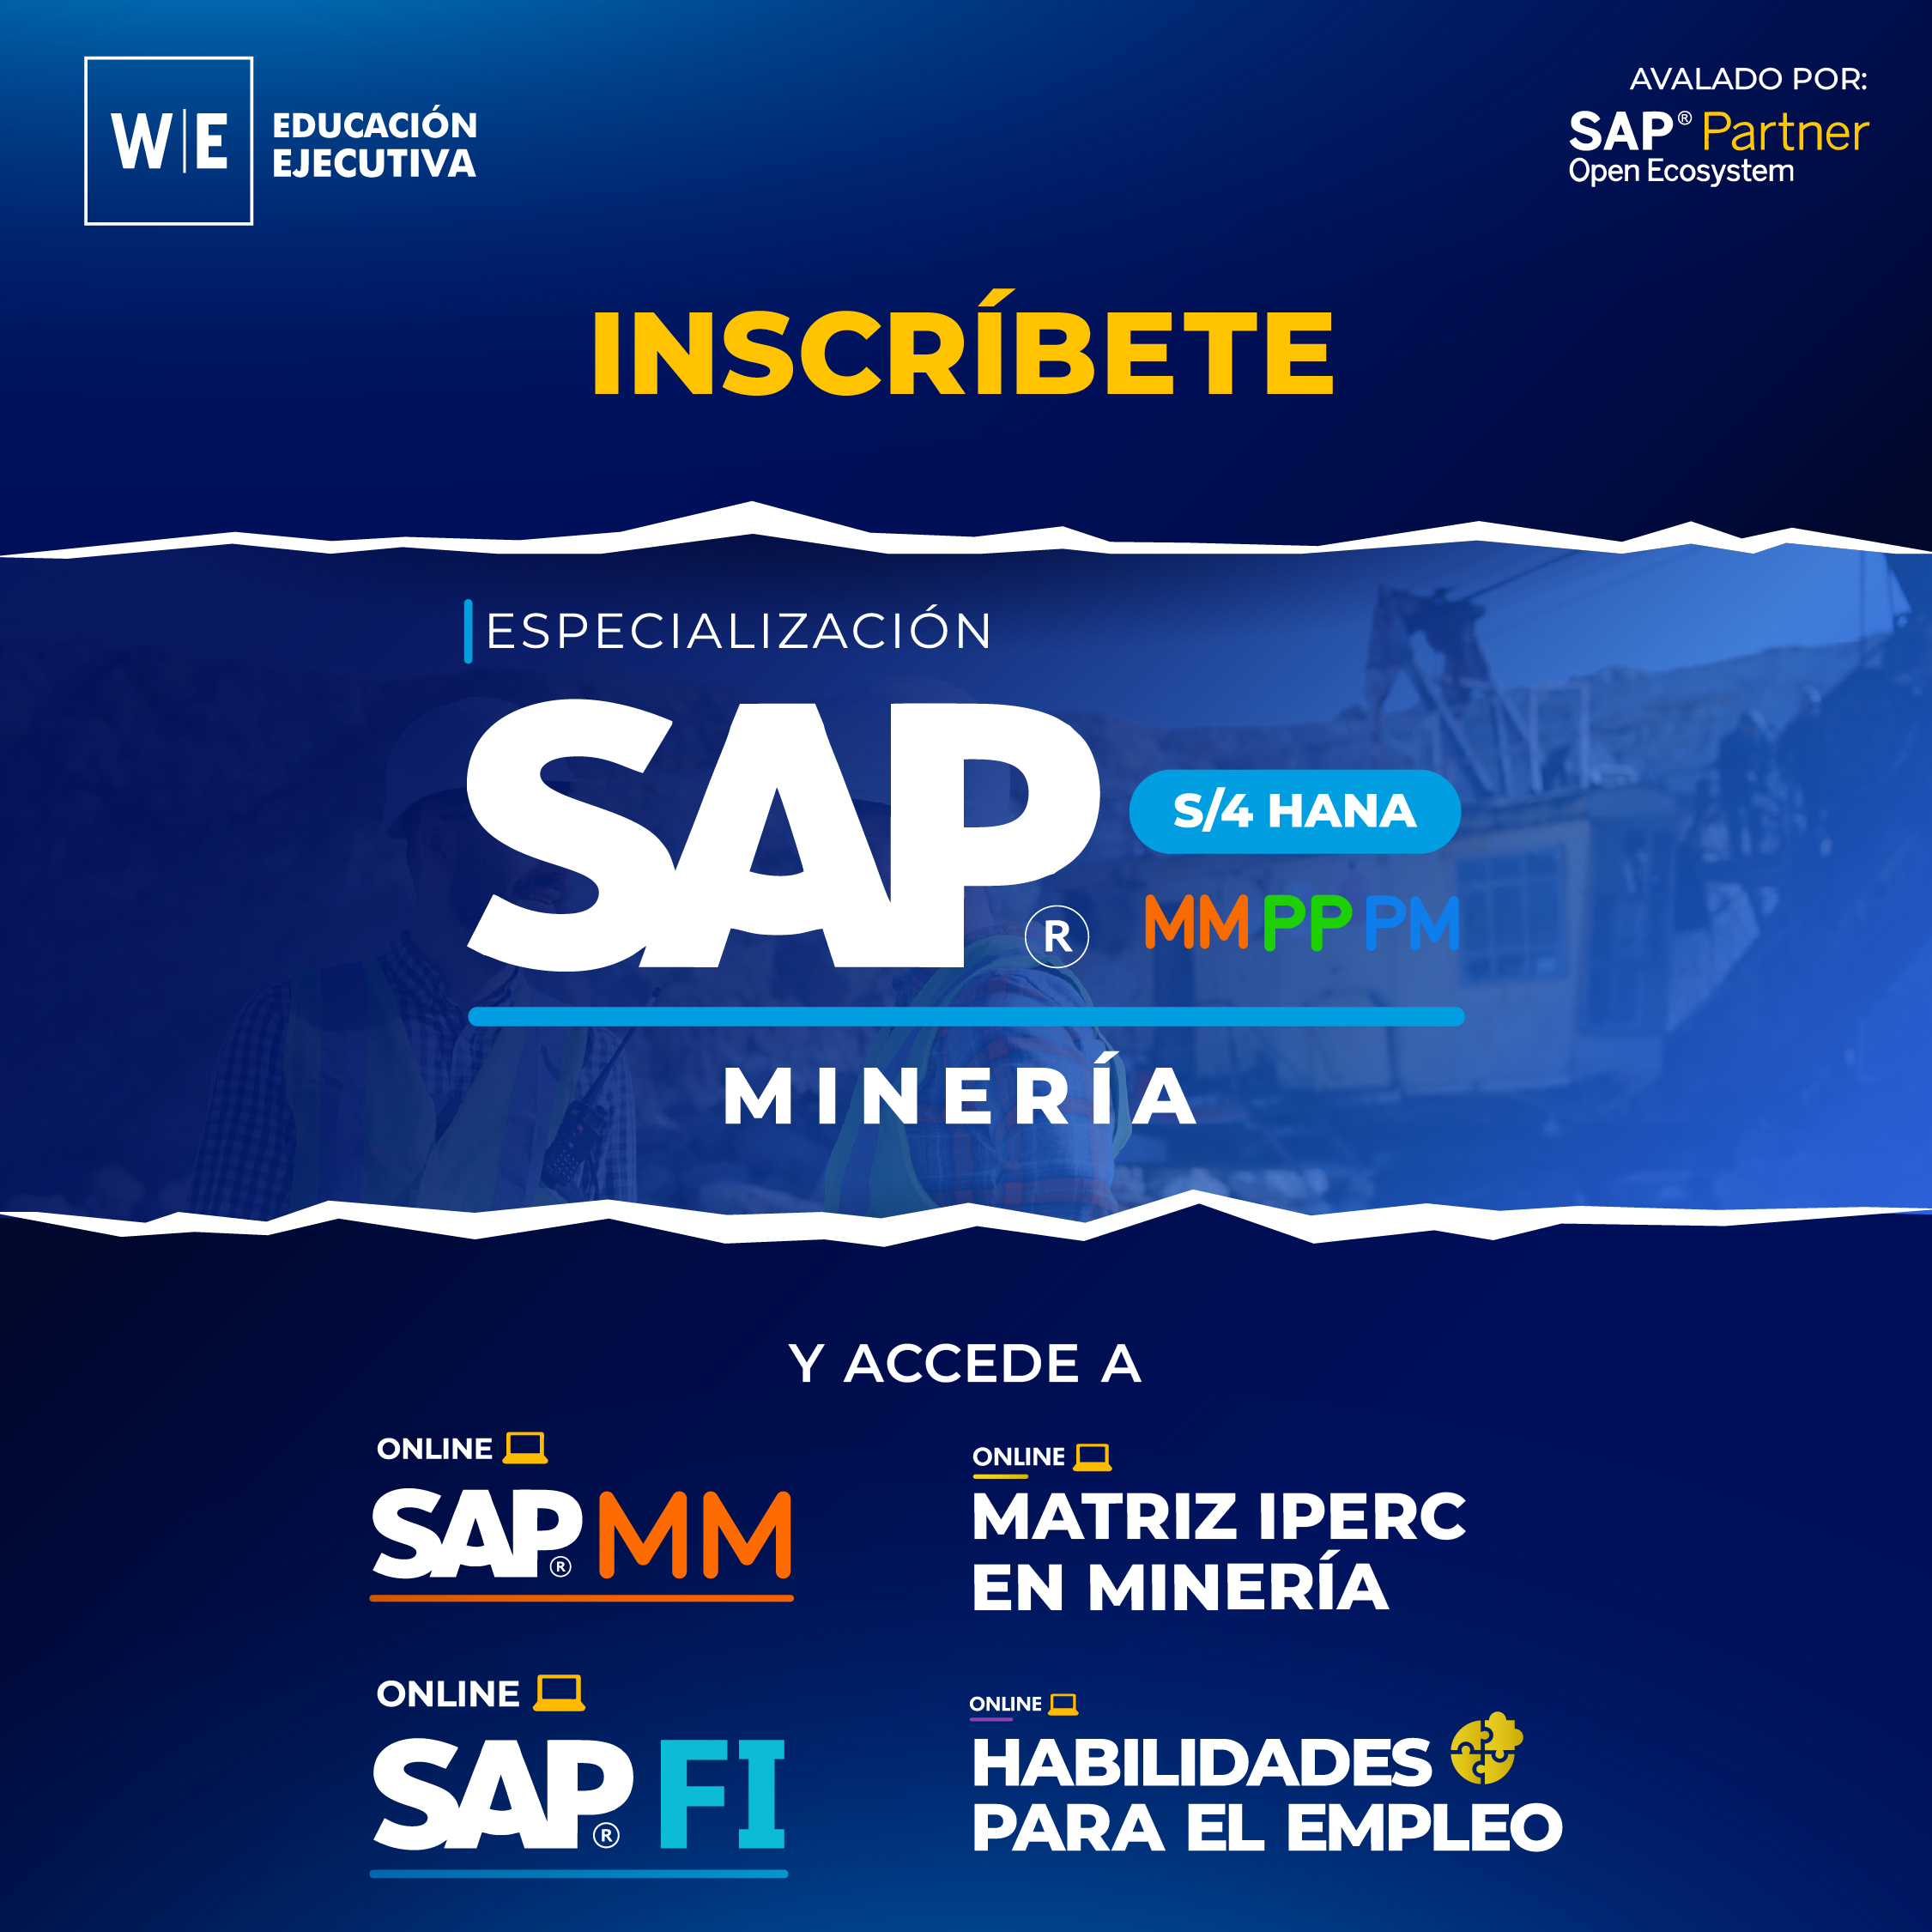 W|E
EDUCACIÓN
EJECUTIVA
AVALADO POR:
SAP® Partner
Open Ecosystem
INSCRÍBETE
ESPECIALIZACIÓN
SAP®
S/4 HANA
MM PP PM
MINERÍA
Y ACCEDE A
ONLINE
SAP® MM
ONLINE
MATRIZ IPERC
EN MINERÍA
ONLINE
SAP® FI
ONLINE
HABILIDADES
PARA EL EMPLEO